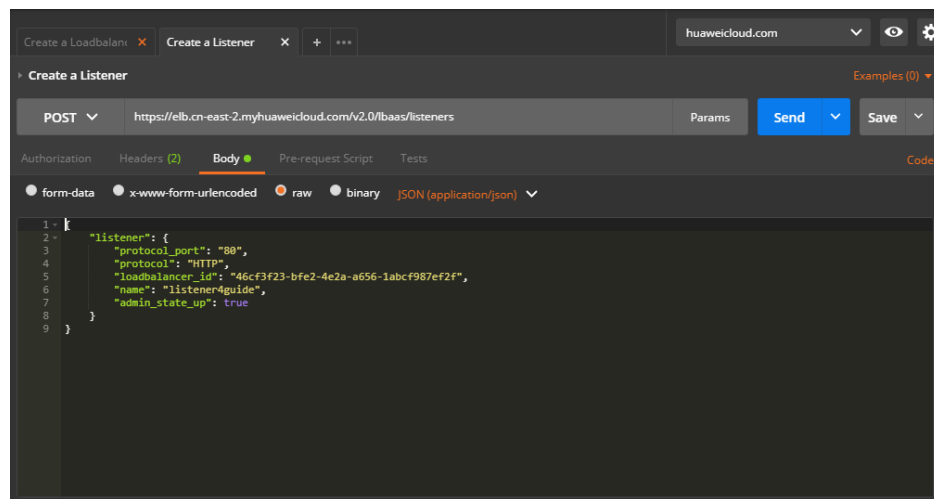 huaweicloud.com
Create a Loadbalanc
Create a Listener
Create a Listener
Examples (0)
POST
https://elb.cn-east-2.myhuaweicloud.com/v2.0/lbaas/listeners
Params
Send
Save
Authorization
Headers (2)
Body
Pre-request Script
Tests
Code
form-data
x-www-form-urlencoded
raw
binary
JSON (application/json)
1 {
2 "listener": {
3 "protocol_port": "80",
4 "protocol": "HTTP",
5 "loadbalancer_id": "46cf3f23-bfe2-4e2a-a656-1abcf987ef2f",
6 "name": "listener4guide",
7 "admin_state_up": true
8 }
9 }